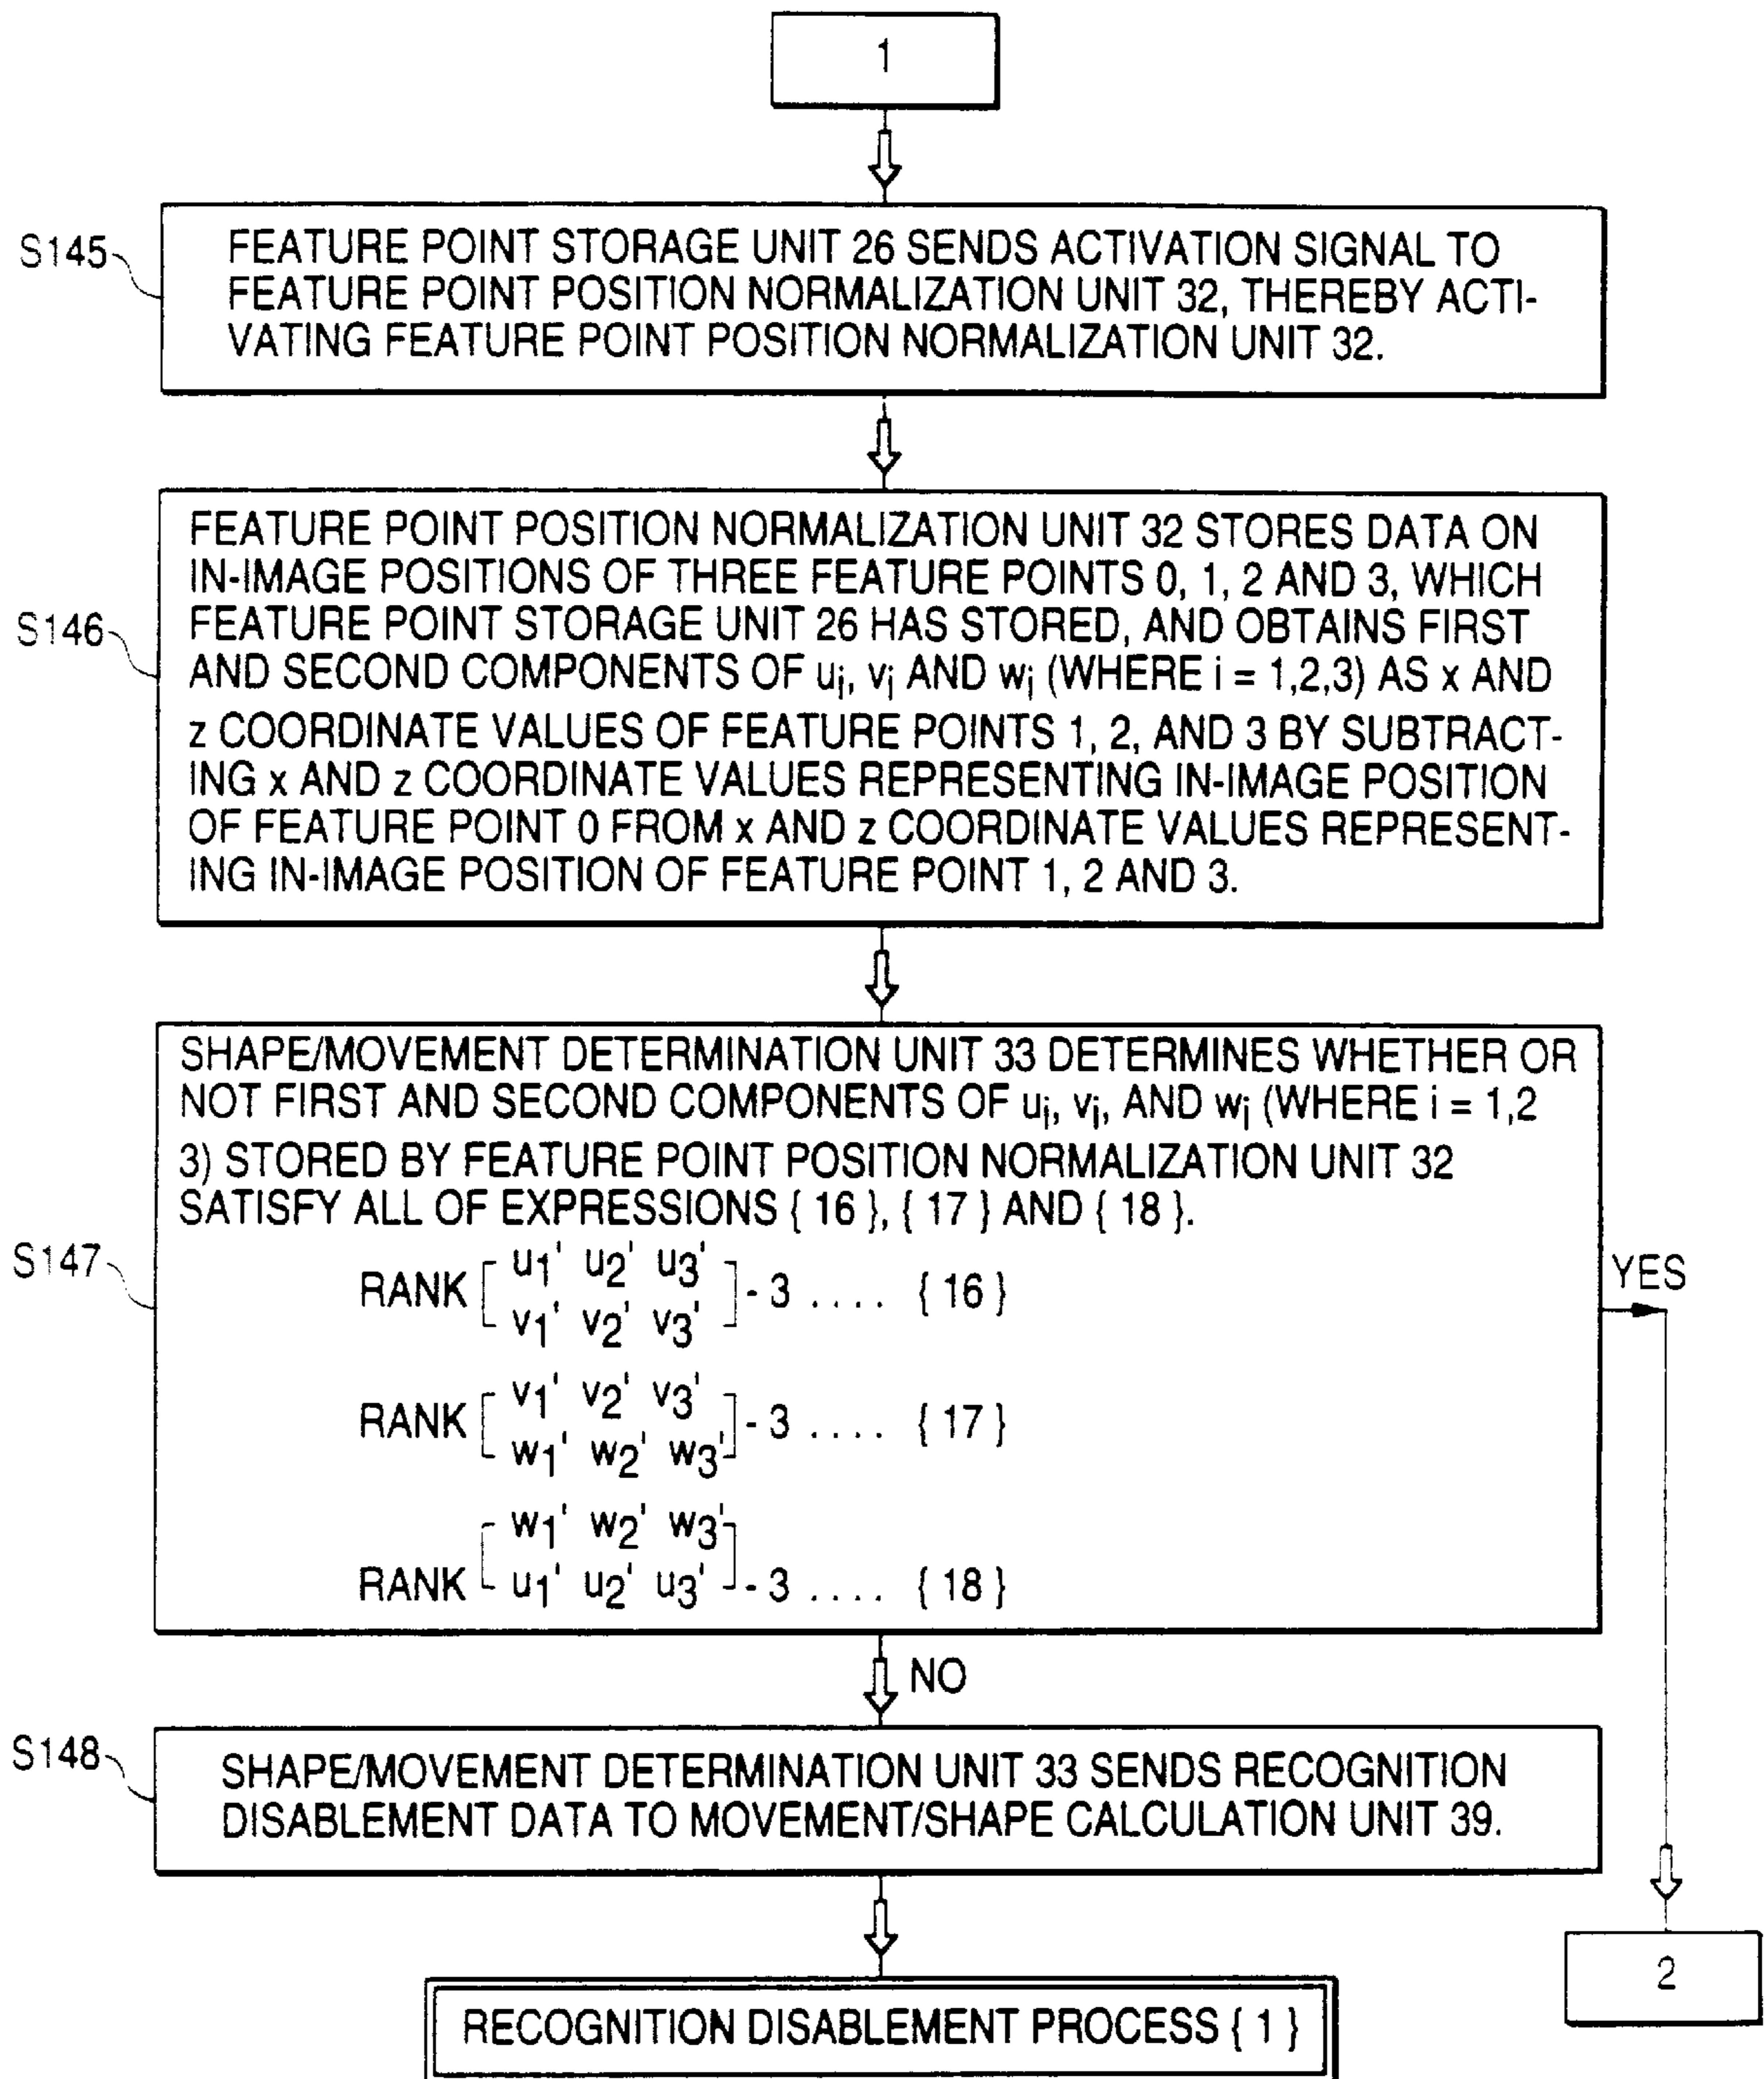 1
S145
FEATURE POINT STORAGE UNIT 26 SENDS ACTIVATION SIGNAL TO
FEATURE POINT POSITION NORMALIZATION UNIT 32, THEREBY ACTI-
VATING FEATURE POINT POSITION NORMALIZATION UNIT 32.
S146
FEATURE POINT POSITION NORMALIZATION UNIT 32 STORES DATA ON
IN-IMAGE POSITIONS OF THREE FEATURE POINTS 0, 1, 2 AND 3, WHICH
FEATURE POINT STORAGE UNIT 26 HAS STORED, AND OBTAINS FIRST
AND SECOND COMPONENTS OF ui, vi AND wi (WHERE i = 1,2,3) AS x AND
z COORDINATE VALUES OF FEATURE POINTS 1, 2, AND 3 BY SUBTRACT-
ING x AND z COORDINATE VALUES REPRESENTING IN-IMAGE POSITION
OF FEATURE POINT 0 FROM x AND z COORDINATE VALUES REPRESENT-
ING IN-IMAGE POSITION OF FEATURE POINT 1, 2 AND 3.
S147
SHAPE/MOVEMENT DETERMINATION UNIT 33 DETERMINES WHETHER OR
NOT FIRST AND SECOND COMPONENTS OF ui, vi, AND wi (WHERE i = 1,2
3) STORED BY FEATURE POINT POSITION NORMALIZATION UNIT 32
SATISFY ALL OF EXPRESSIONS { 16 }, { 17 } AND { 18 }.
u1' u2' u3'
RANK [ ] - 3 .... { 16 }
v1' v2' v3'
v1' v2' v3'
RANK [ ] - 3 .... { 17 }
w1' w2' w3'
w1' w2' w3'
RANK [ u1' u2' u3' ] - 3 .... { 18 }
YES
NO
S148
SHAPE/MOVEMENT DETERMINATION UNIT 33 SENDS RECOGNITION
DISABLEMENT DATA TO MOVEMENT/SHAPE CALCULATION UNIT 39.
2
RECOGNITION DISABLEMENT PROCESS { 1 }